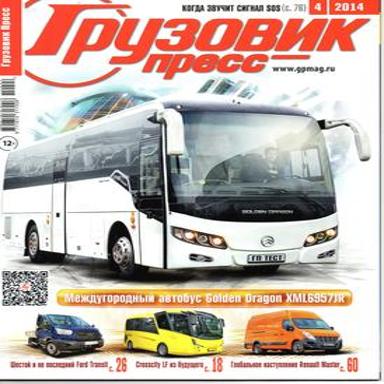 КОГДА ЗВУЧИТ СИГНАЛ SOS (с. 76) 4 2014
Грузовик Пресс
Грузовик
пресс
www.gpmag.ru
12+
GOLDEN DRAGON
ГП ТЕСТ
Междугородный автобус Golden Dragon XML6957JR
Шестой и не последний Ford Transit с. 26
Crossity LF из будущего с. 18
Глобальное наступление Renault Master с. 60